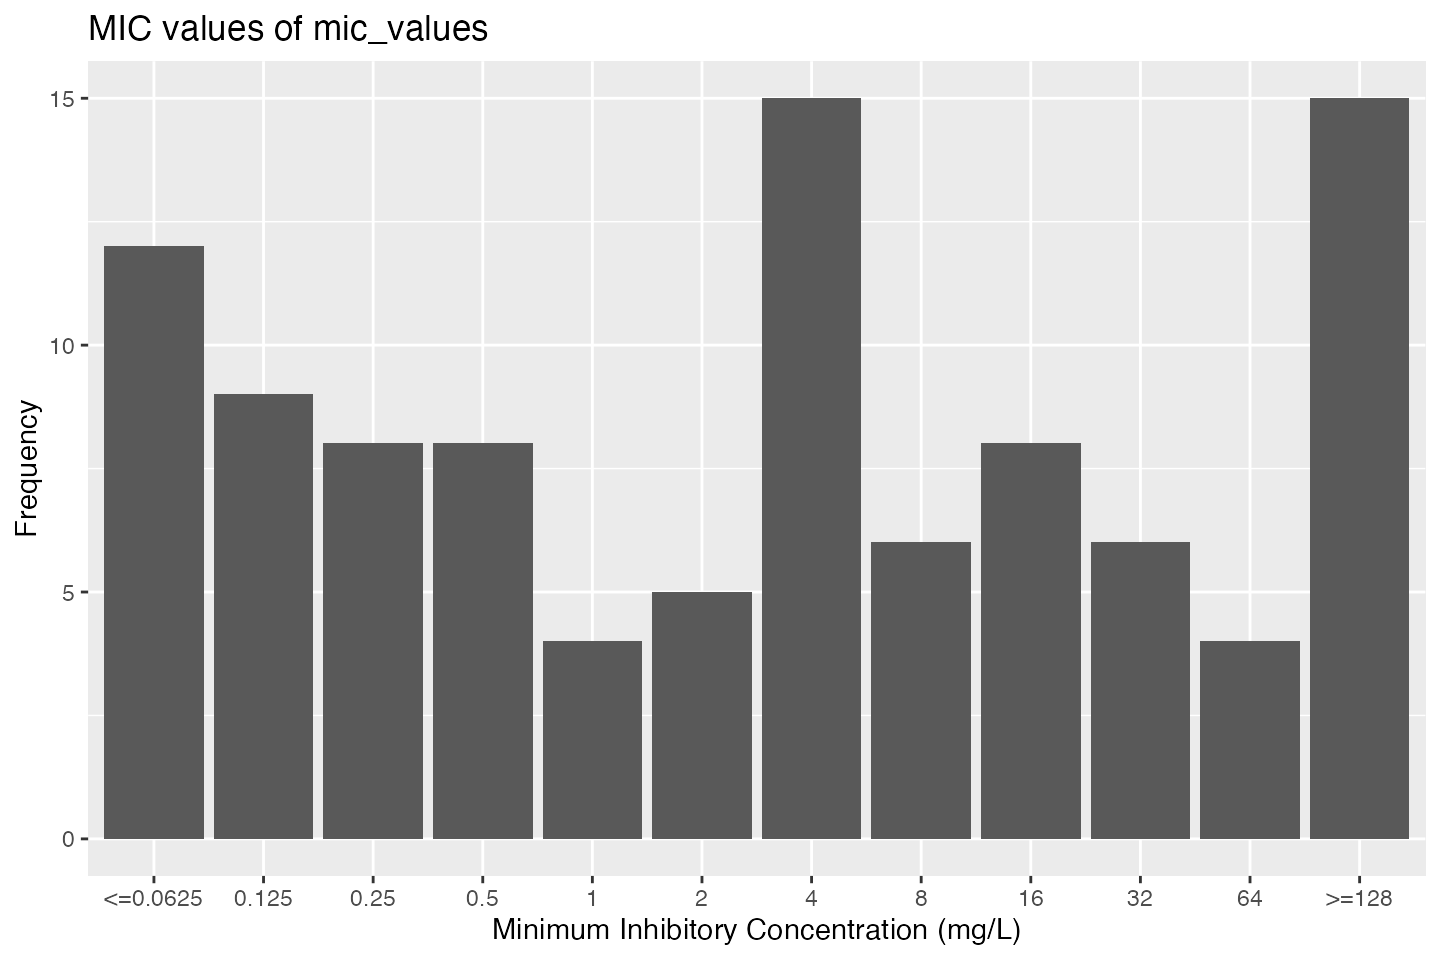 MIC values of mic_values
15
10
5
0
Frequency
<=0.0625 0.125 0.25 0.5 1 2 4 8 16 32 64 >=128
Minimum Inhibitory Concentration (mg/L)